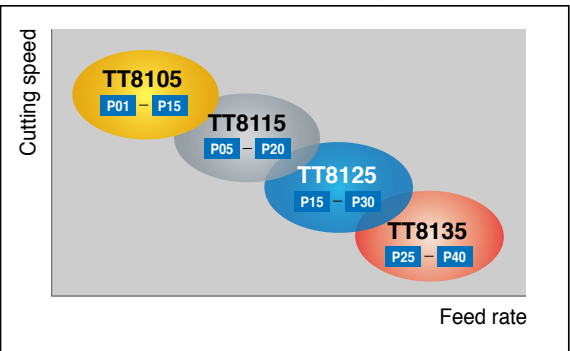 Cutting speed
TT8105
P01 – P15
TT8115
P05 – P20
TT8125
P15 – P30
TT8135
P25 – P40
Feed rate